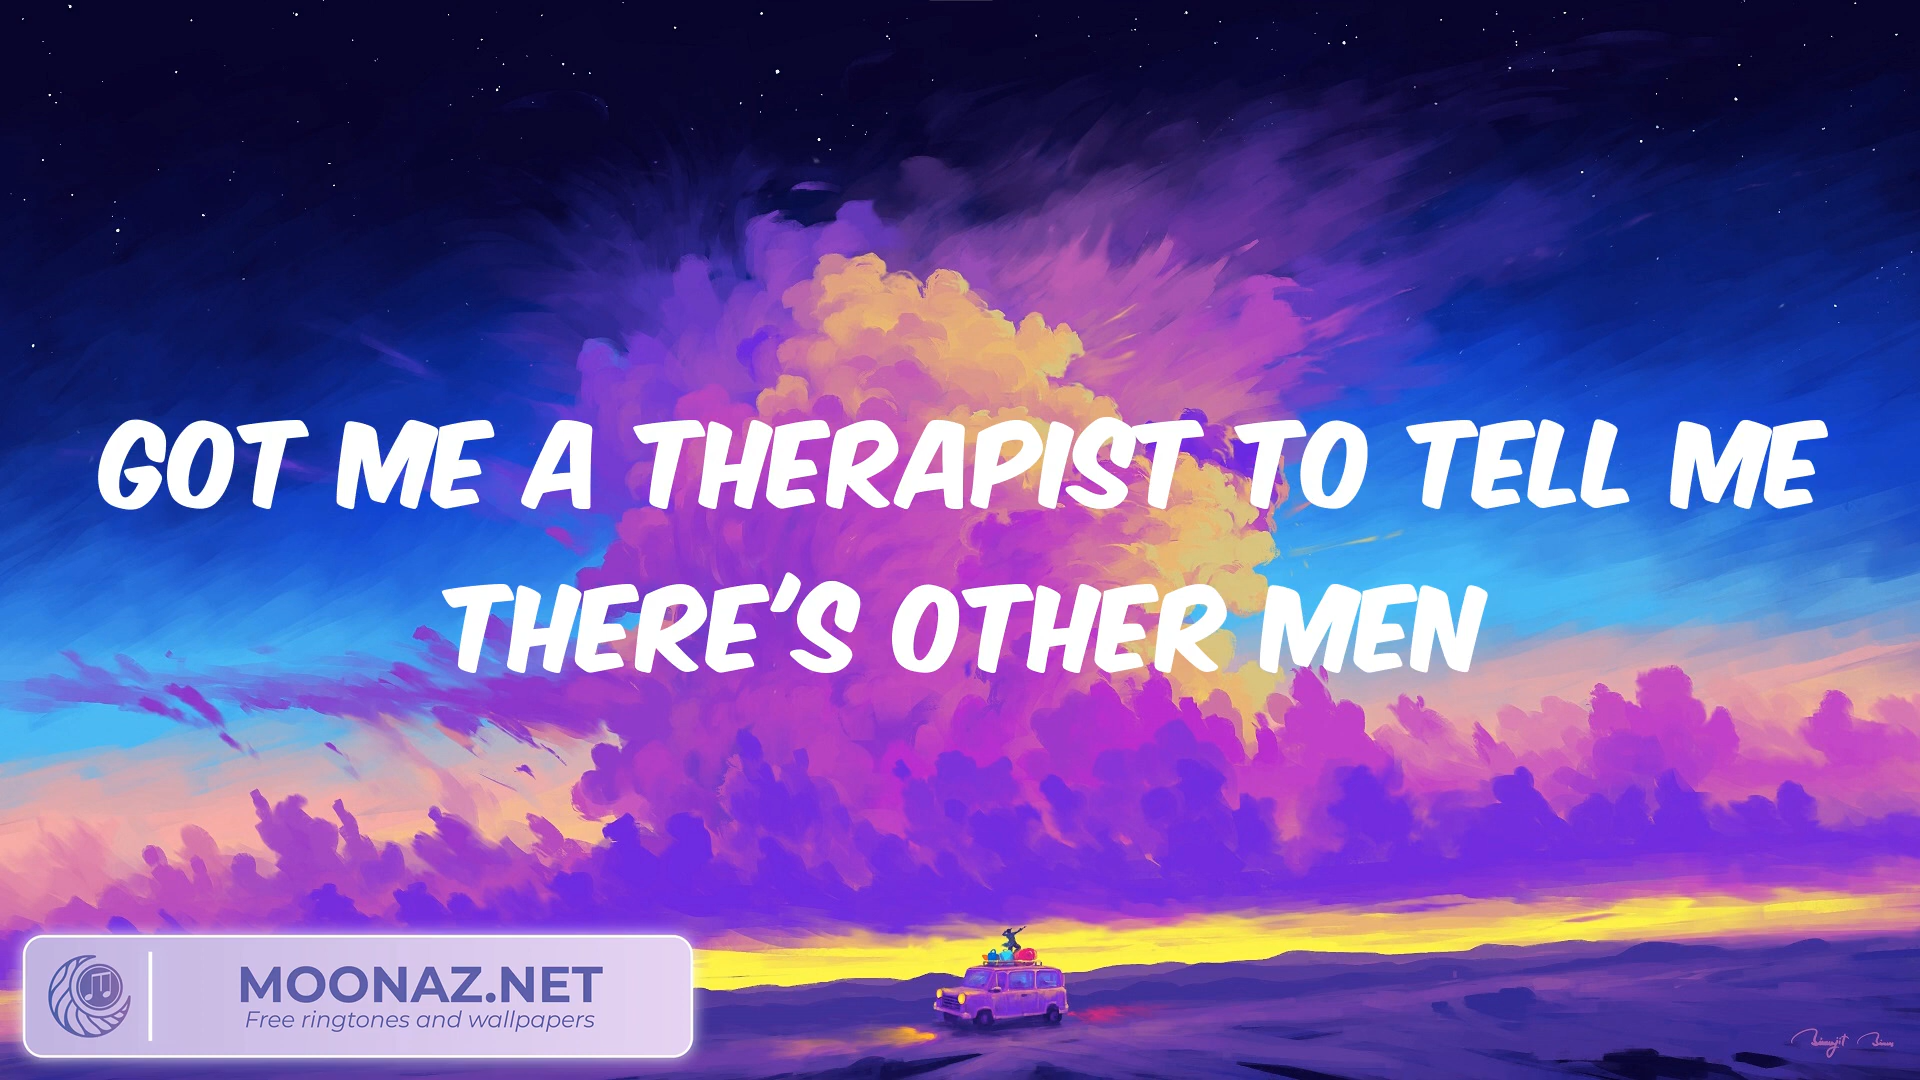 GOT ME A THERAPIST TO TELL ME
THERE'S OTHER MEN
MOONAZ.NET
Free ringtones and wallpapers